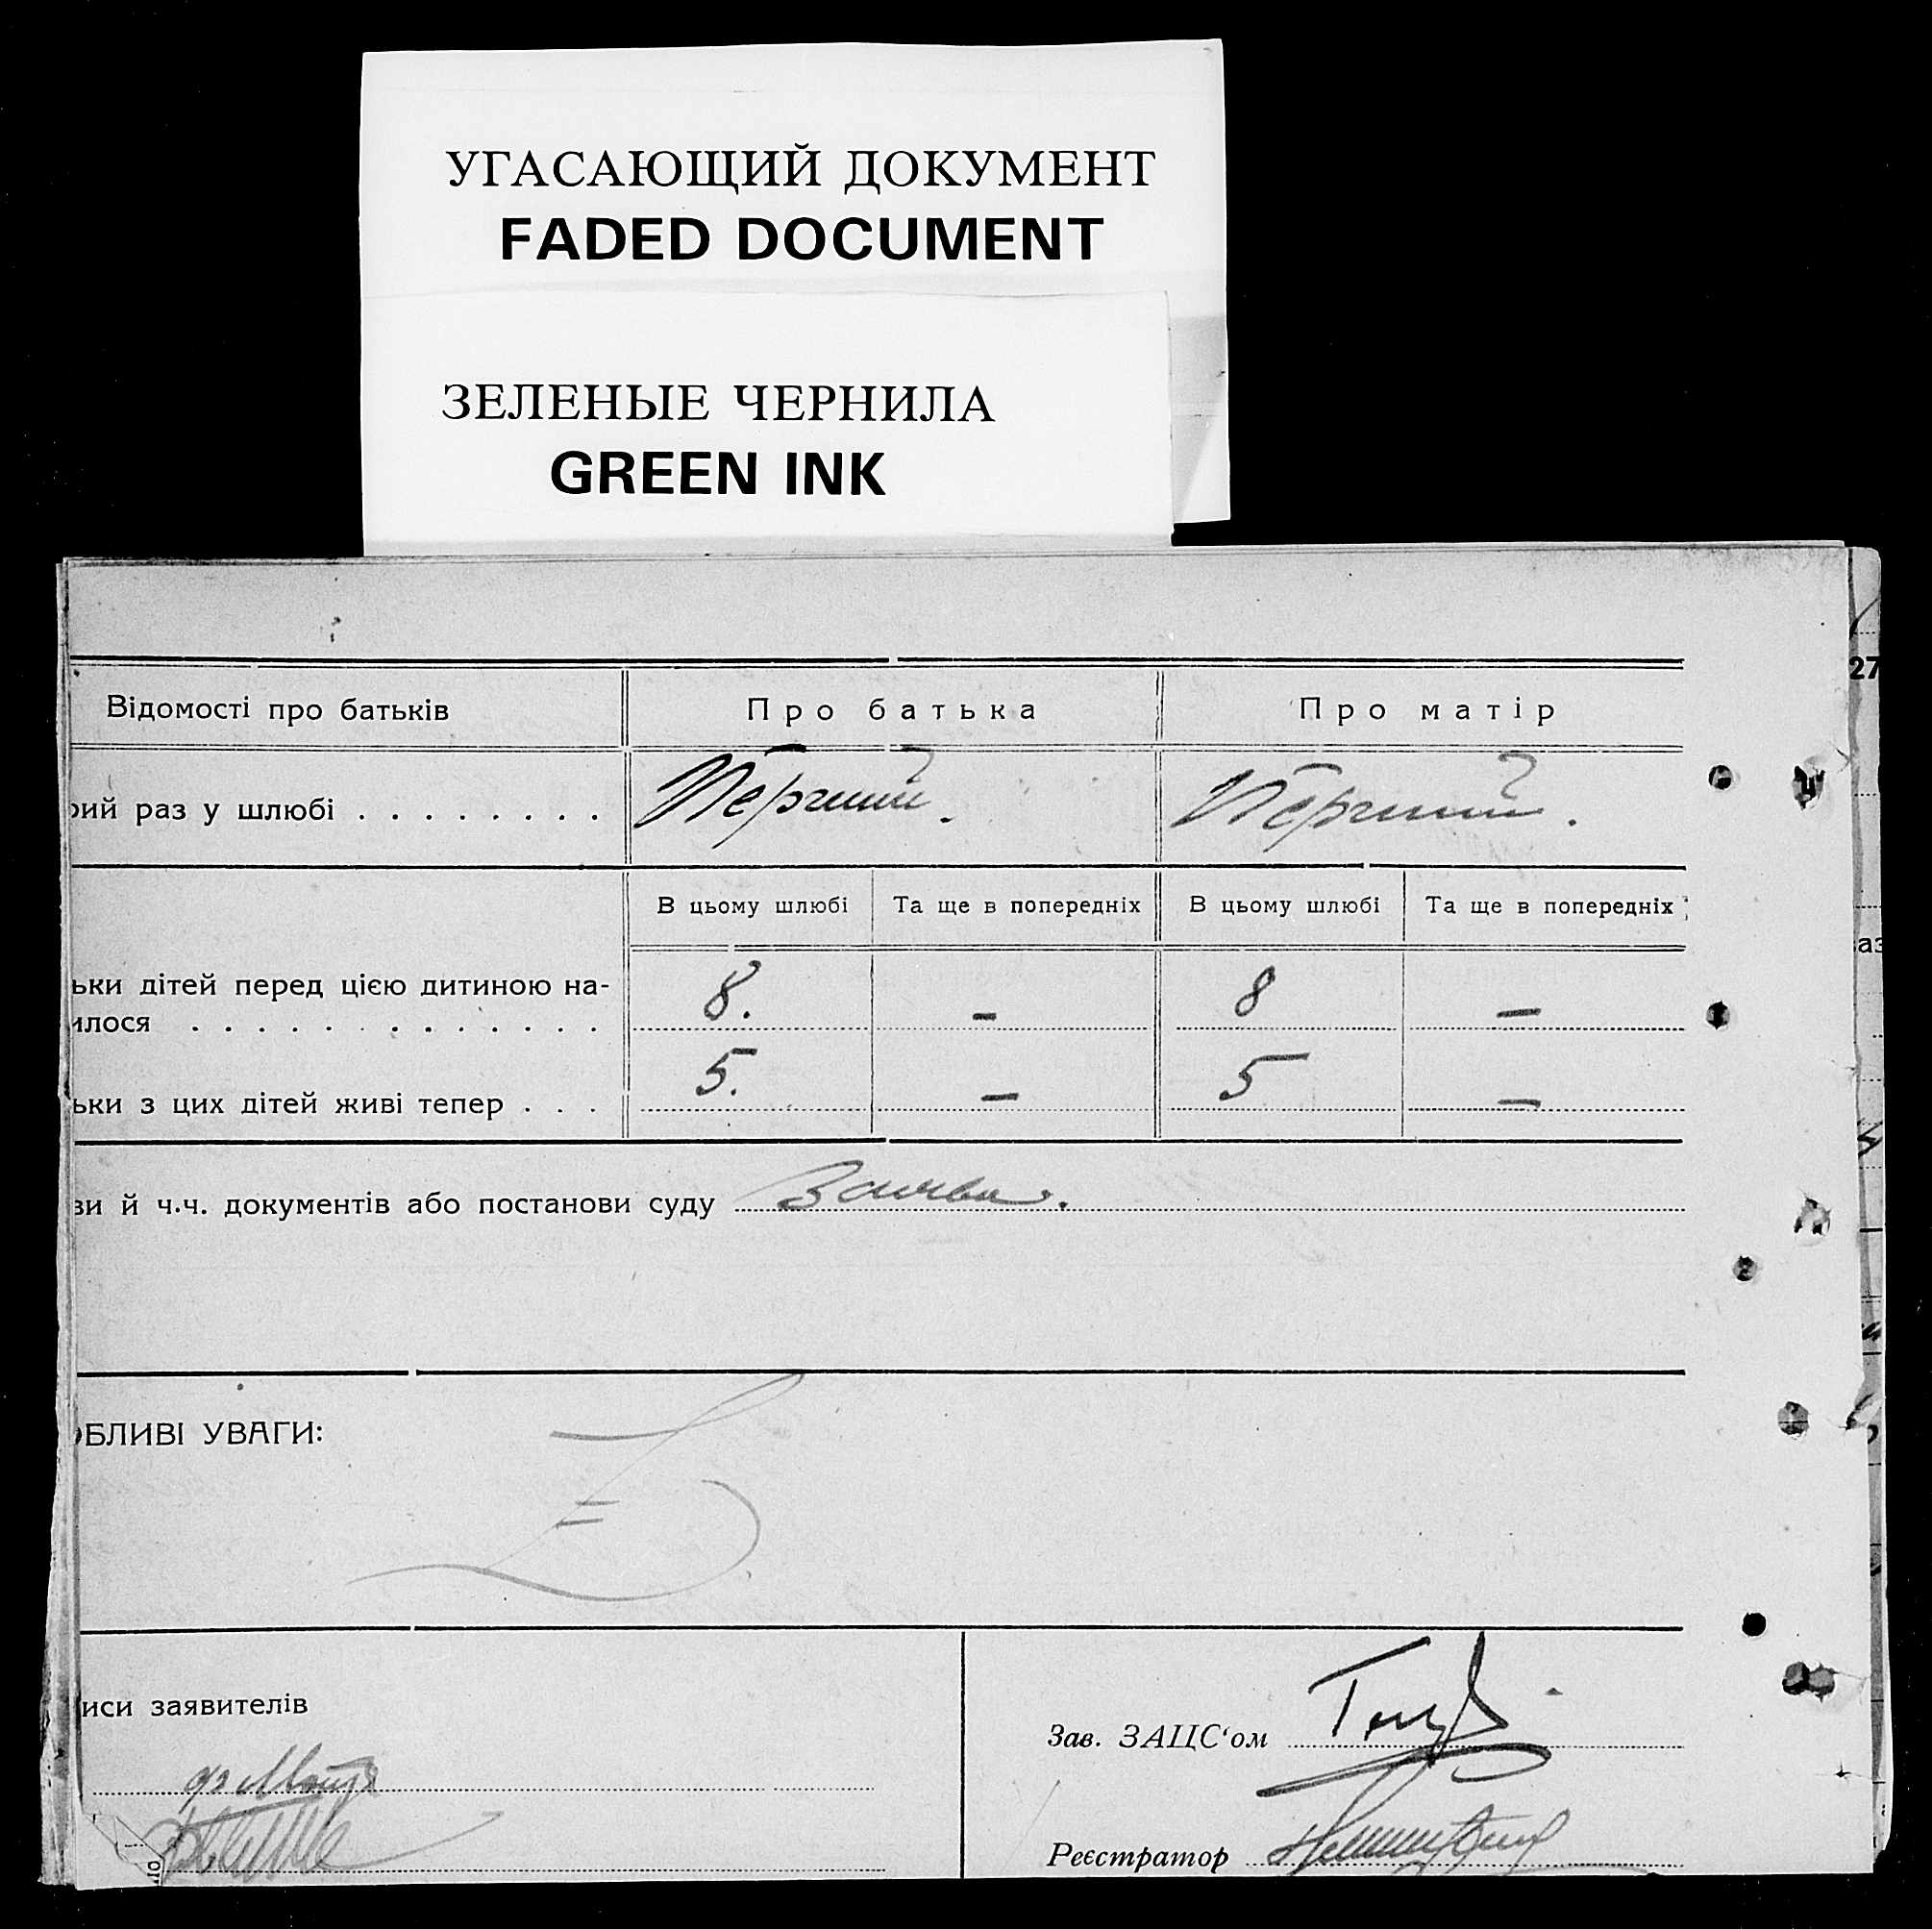 УГАСАЮЩИЙ ДОКУМЕНТ
FADED DOCUMENT
ЗЕЛЕНЫЕ ЧЕРНИЛА
GREEN INK
27
Відомості про батьків Про батька Про матір
рий раз у шлюбі . . . . . . . . Перший. Перший.
В цьому шлюбі Та ще в попередніх В цьому шлюбі Та ще в попередніх
ьки дітей перед цією дитиною на-
илося . . . . . . . . . . . . . 8. – 8 –
ьки з цих дітей живі тепер . . . 5. – 5 –
ви й ч.ч. документів або постанови суду Заява.
ОБЛИВІ УВАГИ:
иси заявителів
Зав. ЗАЦС‘ом
Реєстратор